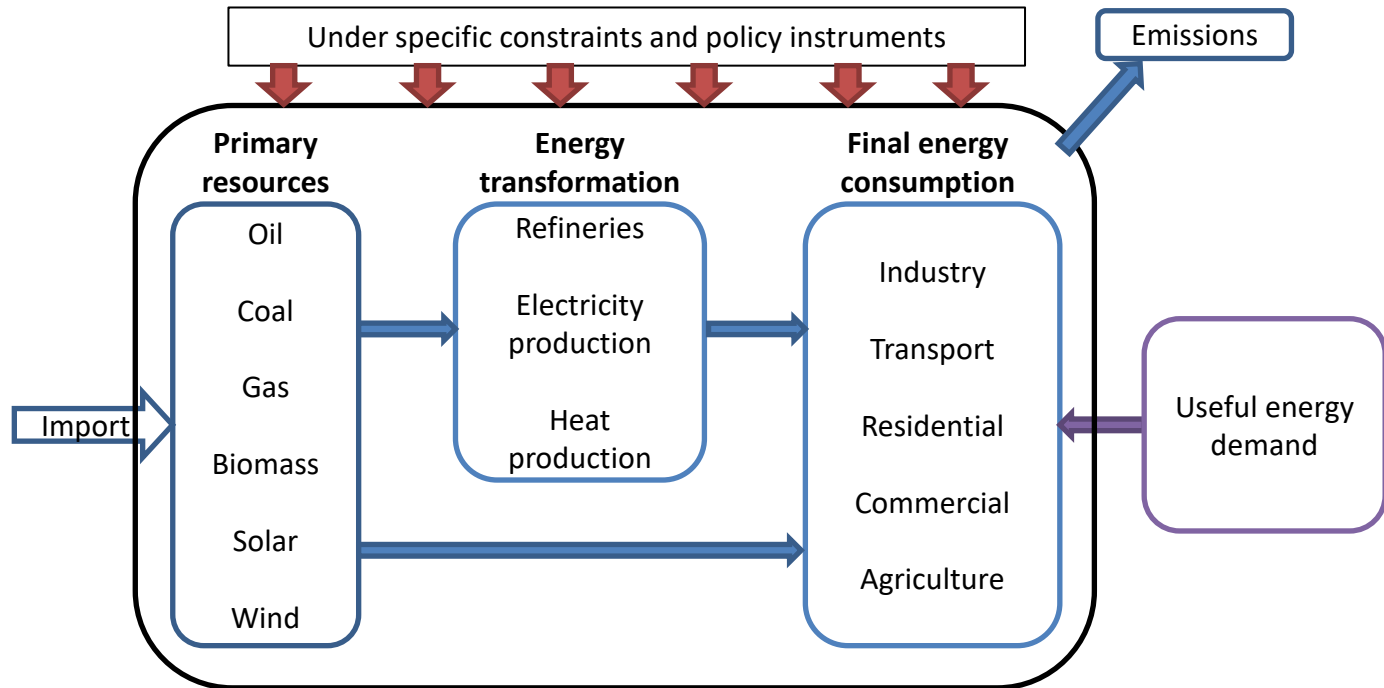 Under specific constraints and policy instruments
Emissions
Primary
resources
Energy
transformation
Final energy
consumption
Oil
Coal
Gas
Biomass
Solar
Wind
Refineries
Electricity
production
Heat
production
Industry
Transport
Residential
Commercial
Agriculture
Import
Useful energy
demand